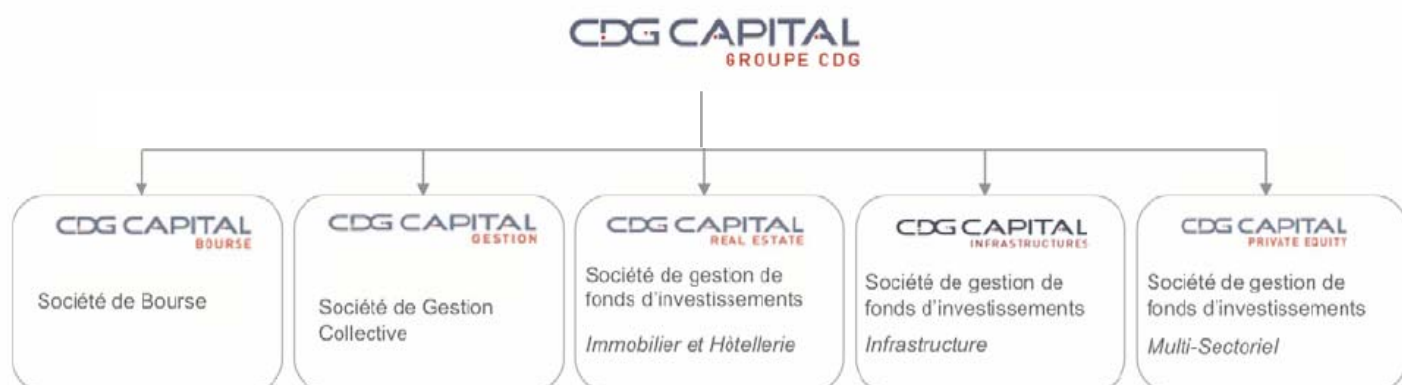 CDG CAPITAL
GROUPE CDG
CDG CAPITAL
BOURSE
Société de Bourse
CDG CAPITAL
GESTION
Société de Gestion
Collective
CDG CAPITAL
REAL ESTATE
Société de gestion de
fonds d'investissements
Immobilier et Hôtellerie
CDG CAPITAL
INFRASTRUCTURES
Société de gestion de
fonds d'investissements
Infrastructure
CDG CAPITAL
PRIVATE EQUITY
Société de gestion de
fonds d'investissements
Multi-Sectoriel